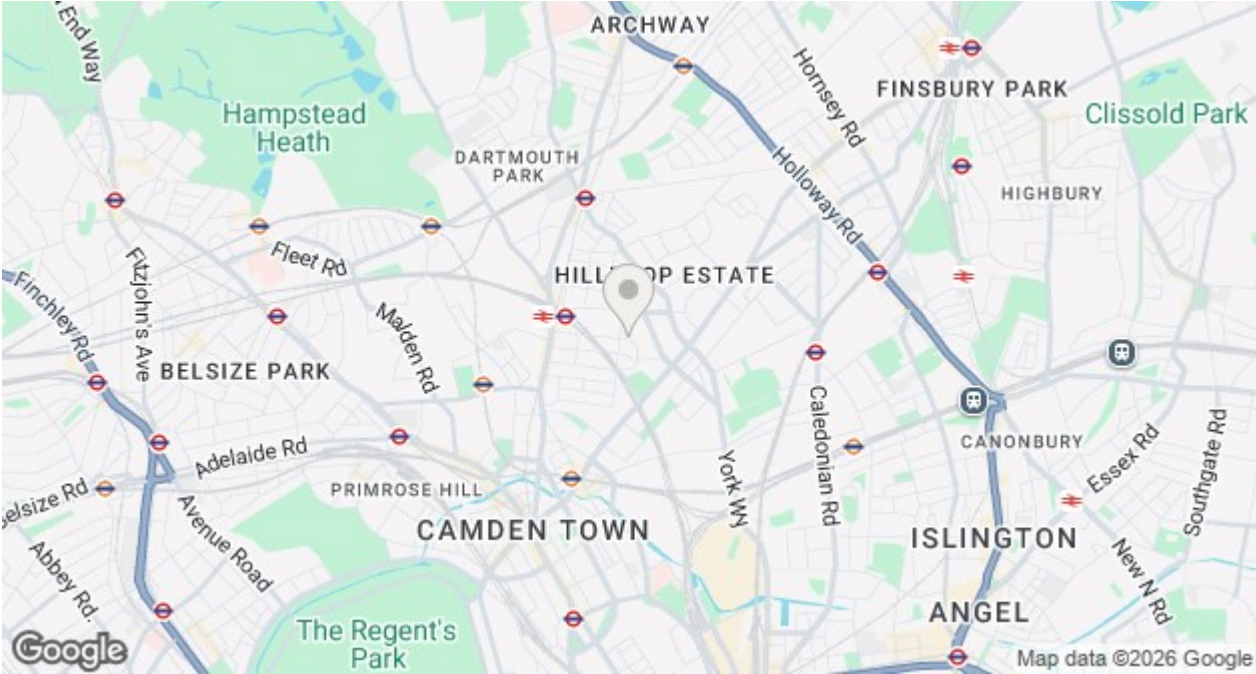 End Way
ARCHWAY
Hornsey Rd
FINSBURY PARK
Clissold Park
Hampstead
Heath
DARTMOUTH
PARK
Holloway Rd
HIGHBURY
Fleet Rd
Fitzjohn's Ave
Finchley Rd
HILLTOP ESTATE
Malden Rd
BELSIZE PARK
Caledonian Rd
Adelaide Rd
CANONBURY
Essex Rd
Southgate Rd
York Wy
Belsize Rd
PRIMROSE HILL
CAMDEN TOWN
Avenue Road
ISLINGTON
Abbey Rd.
New N Rd
ANGEL
The Regent's
Park
Google
Map data ©2026 Google